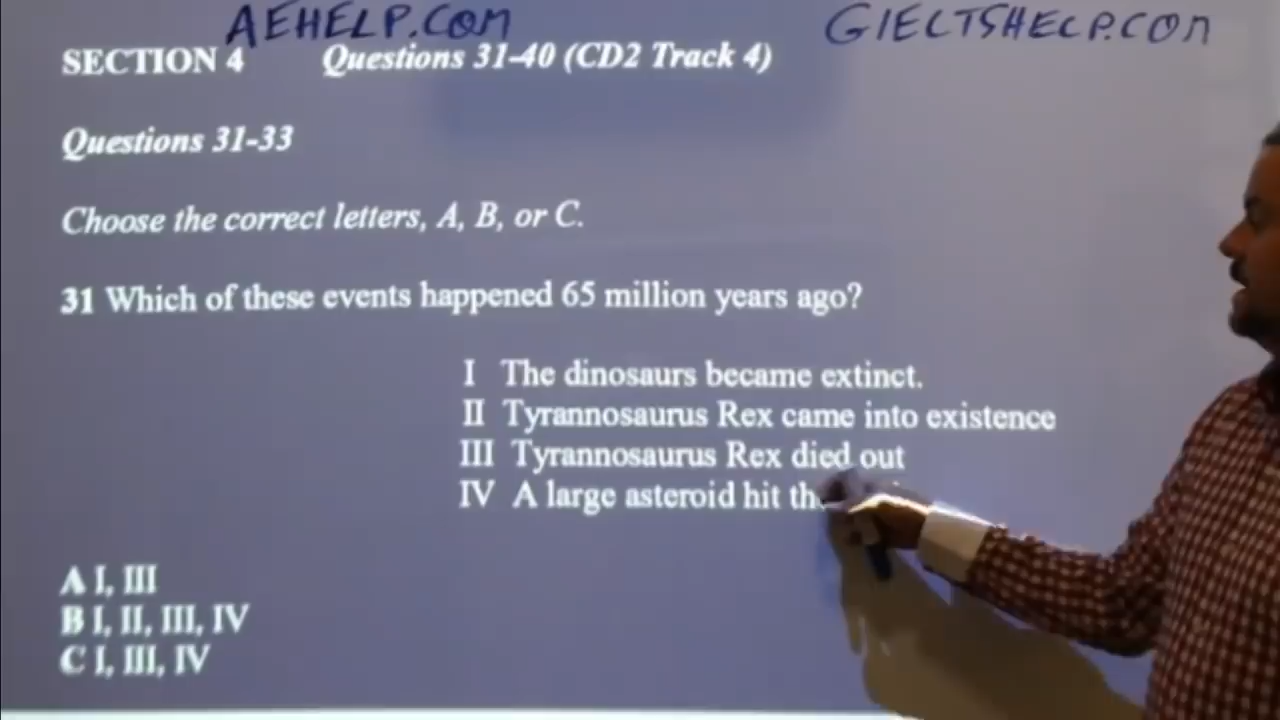 AEHELP.COM GIELTSHELP.COM
SECTION 4 Questions 31-40 (CD2 Track 4)
Questions 31-33
Choose the correct letters, A, B, or C.
31 Which of these events happened 65 million years ago?
I The dinosaurs became extinct.
II Tyrannosaurus Rex came into existence
III Tyrannosaurus Rex died out
IV A large asteroid hit
A I, III
B I, II, III, IV
C I, III, IV